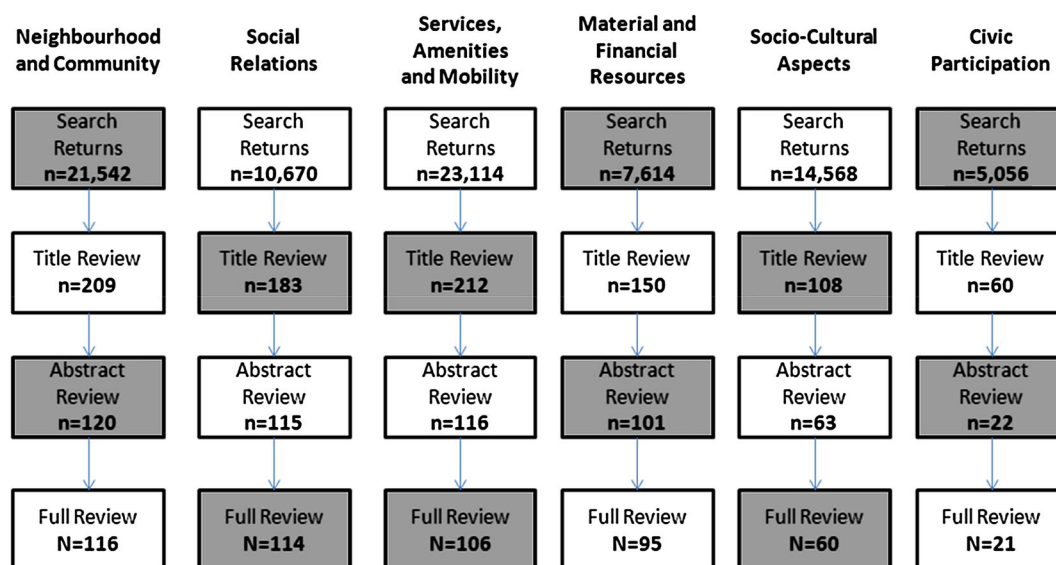 Neighbourhood
and Community
Social
Relations
Services,
Amenities
and Mobility
Material and
Financial
Resources
Socio-Cultural
Aspects
Civic
Participation
Search
Returns
n=21,542
Search
Returns
n=10,670
Search
Returns
n=23,114
Search
Returns
n=7,614
Search
Returns
n=14,568
Search
Returns
n=5,056
Title Review
n=209
Title Review
n=183
Title Review
n=212
Title Review
n=150
Title Review
n=108
Title Review
n=60
Abstract
Review
n=120
Abstract
Review
n=115
Abstract
Review
n=116
Abstract
Review
n=101
Abstract
Review
n=63
Abstract
Review
n=22
Full Review
N=116
Full Review
N=114
Full Review
N=106
Full Review
N=95
Full Review
N=60
Full Review
N=21